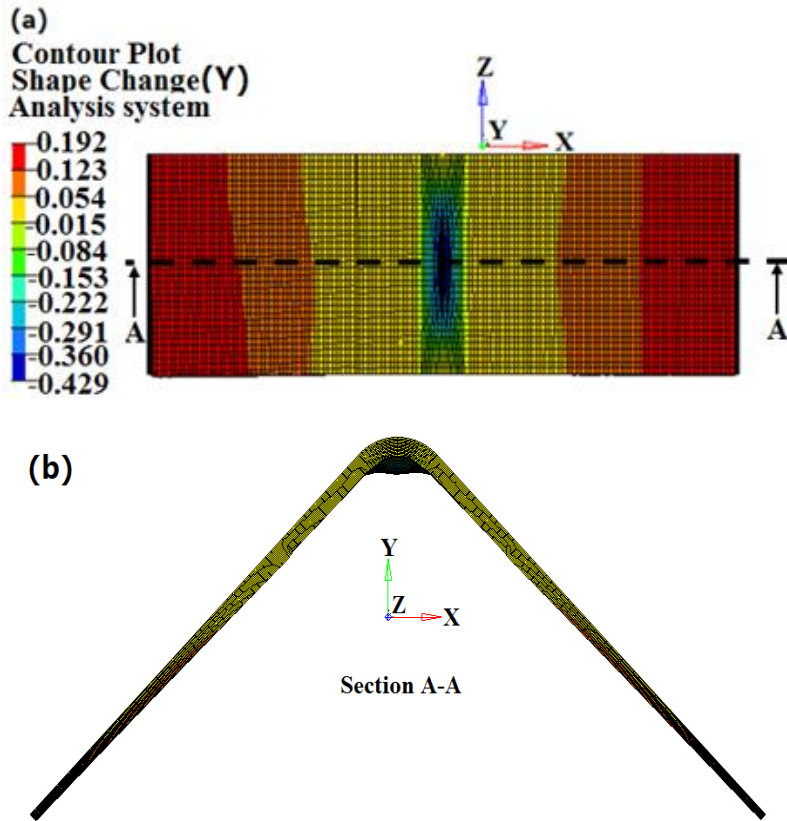 (a)
Contour Plot
Shape Change(Y)
Analysis system
0.192
0.123
0.054
-0.015
-0.084
-0.153
-0.222
-0.291
-0.360
-0.429
Z
Y
X
A
A
(b)
Y
Z
X
Section A-A